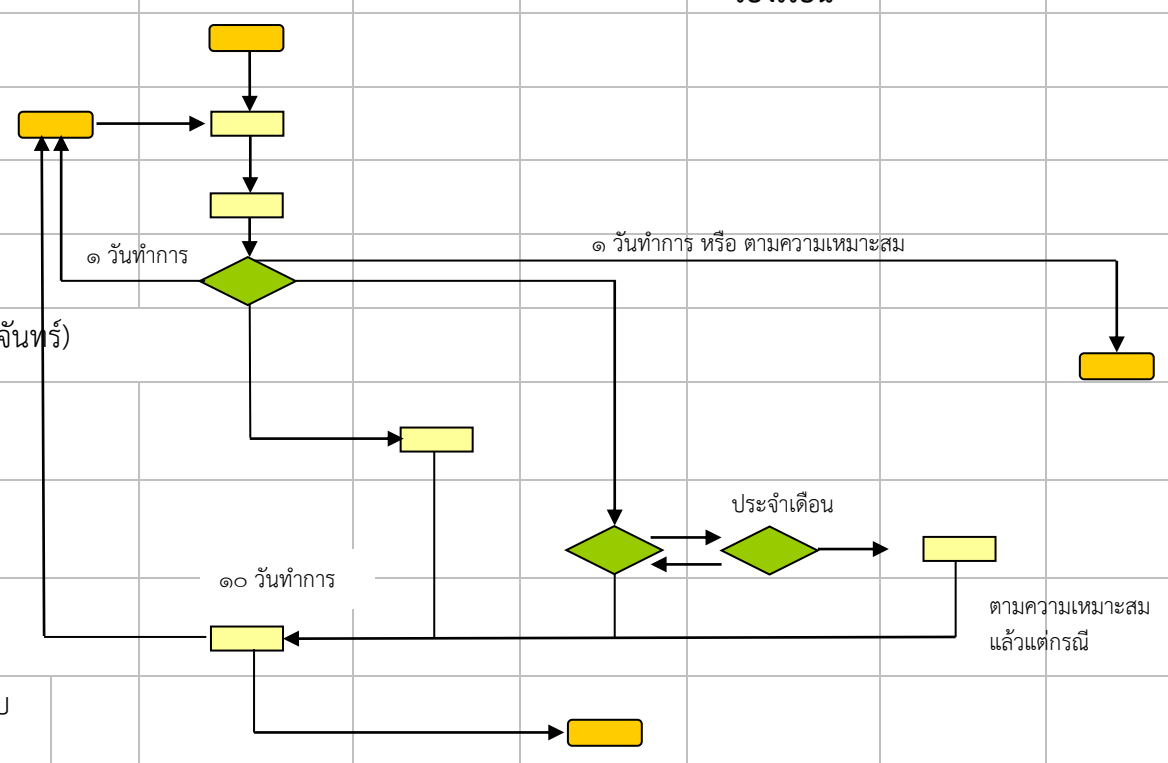 ๑ วันทำการ หรือ ตามความเหมาะสม
๑ วันทำการ
จันทร์)
ประจำเดือน
๑๐ วันทำการ
ตามความเหมาะสม
แล้วแต่กรณี